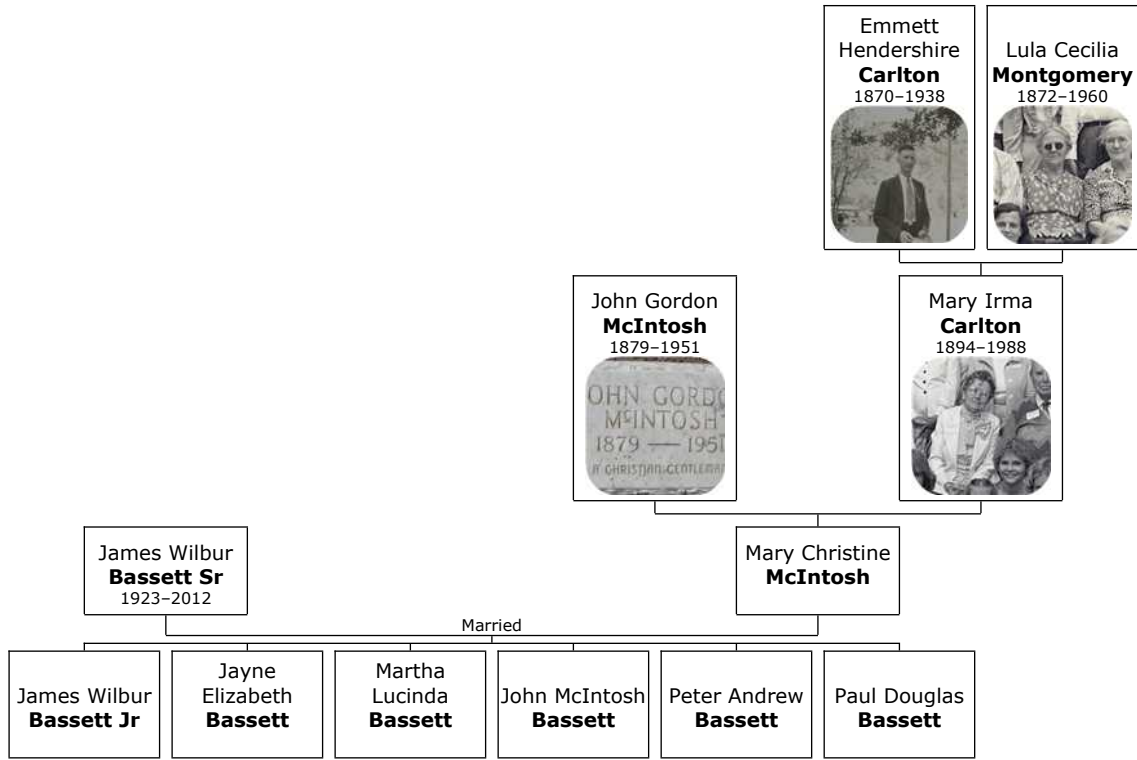 Emmett
Hendershire
Carlton
1870–1938
Lula Cecilia
Montgomery
1872–1960
John Gordon
McIntosh
1879–1951
OHN GORDO
McINTOSH
1879 — 1951
A CHRISTIAN GENTLEMA
Mary Irma
Carlton
1894–1988
James Wilbur
Bassett Sr
1923–2012
Mary Christine
McIntosh
Married
James Wilbur
Bassett Jr
Jayne
Elizabeth
Bassett
Martha
Lucinda
Bassett
John McIntosh
Bassett
Peter Andrew
Bassett
Paul Douglas
Bassett